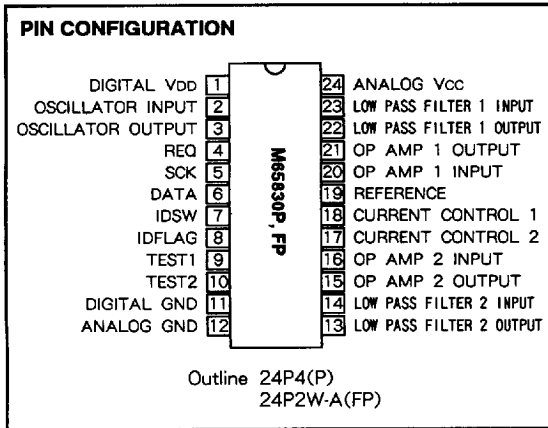 PIN CONFIGURATION
DIGITAL VDD 1
OSCILLATOR INPUT 2
OSCILLATOR OUTPUT 3
REQ 4
SCK 5
DATA 6
IDSW 7
IDFLAG 8
TEST1 9
TEST2 10
DIGITAL GND 11
ANALOG GND 12
M65830P, FP
24 ANALOG Vcc
23 LOW PASS FILTER 1 INPUT
22 LOW PASS FILTER 1 OUTPUT
21 OP AMP 1 OUTPUT
20 OP AMP 1 INPUT
19 REFERENCE
18 CURRENT CONTROL 1
17 CURRENT CONTROL 2
16 OP AMP 2 INPUT
15 OP AMP 2 OUTPUT
14 LOW PASS FILTER 2 INPUT
13 LOW PASS FILTER 2 OUTPUT
Outline 24P4(P)
24P2W-A(FP)